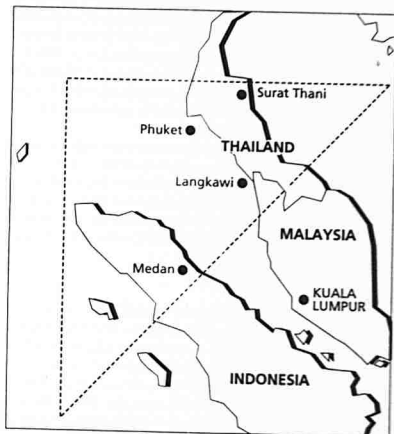 Surat Thani
Phuket
THAILAND
Langkawi
MALAYSIA
Medan
KUALA
LUMPUR
INDONESIA